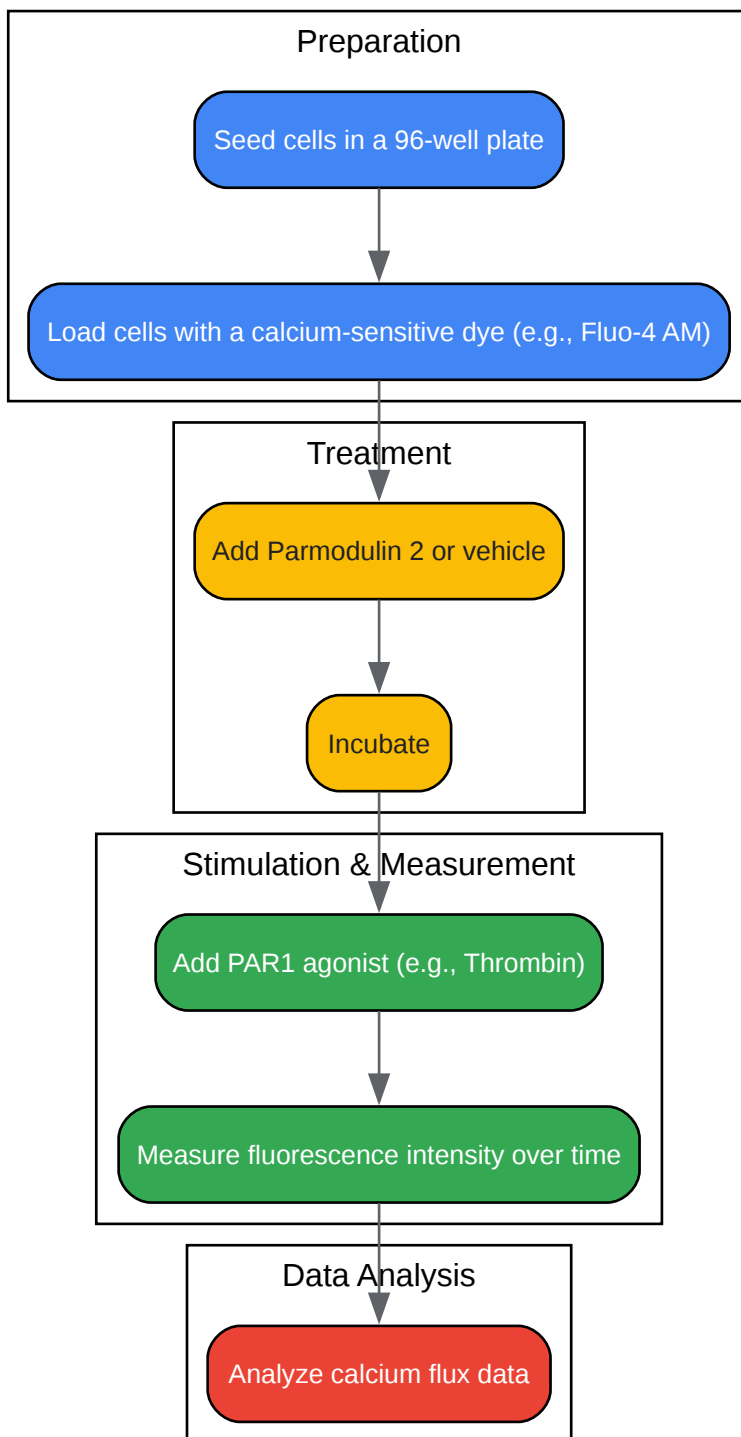 Preparation
Seed cells in a 96-well plate
Load cells with a calcium-sensitive dye (e.g., Fluo-4 AM)
Treatment
Add Parmodulin 2 or vehicle
Incubate
Stimulation & Measurement
Add PAR1 agonist (e.g., Thrombin)
Measure fluorescence intensity over time
Data Analysis
Analyze calcium flux data